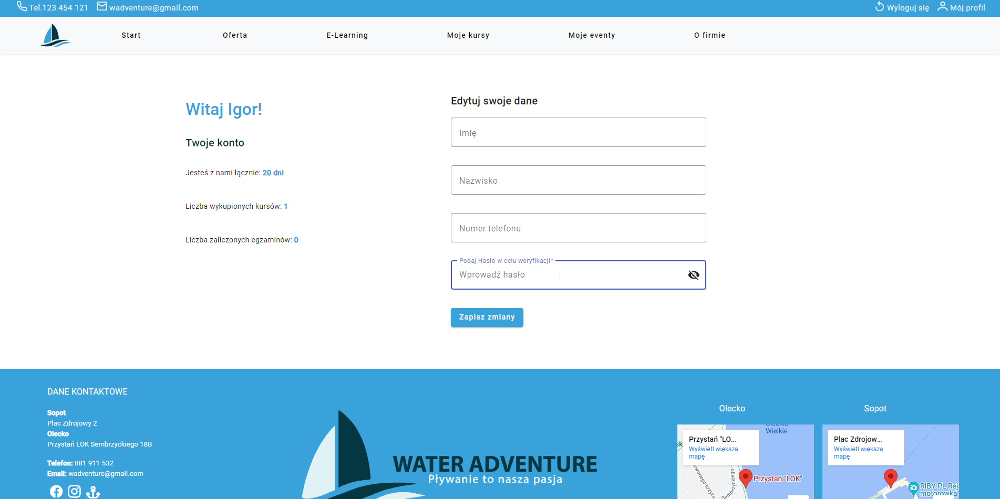 Tel.123 454 121 wadventure@gmail.com Wyloguj się Mój profil
Start Oferta E-Learning Moje kursy Moje eventy O firmie
Witaj Igor!
Twoje konto
Jesteś z nami łącznie: 20 dni
Liczba wykupionych kursów: 1
Liczba zaliczonych egzaminów: 0
Edytuj swoje dane
Imię
Nazwisko
Numer telefonu
Podaj Hasło w celu weryfikacji*
Wprowadź hasło
Zapisz zmiany
DANE KONTAKTOWE
Sopot
Plac Zdrojowy 2
Olecko
Przystań LOK Sembrzyckiego 18B
Telefon: 881 911 532
Email: wadventure@gmail.com
WATER ADVENTURE
Pływanie to nasza pasja
Olecko
Wielkie
Przystań "LO...
Wyświetl większą
mapę
Przystań "LOK"
Sembrzyckiego
Sopot
Plac Zdrojow...
Wyświetl większą
mapę
RIBY.PL Rej
motorówką